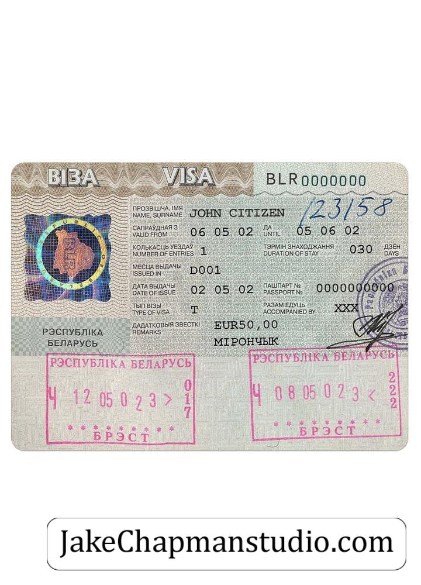 ВІЗА VISA BLR 0000000
ПРОЗВІШЧА, ІМЯ
NAME, SURNAME JOHN CITIZEN 123158
САПРАЎДНАЯ З ДА
VALID FROM 06 05 02 UNTIL 05 06 02
КОЛЬКАСЦЬ УЕЗДАЎ ТЭРМІН ЗНАХОДЖАННЯ ДЗЁН
NUMBER OF ENTRIES 1 DURATION OF STAY 030 DAYS
МЕСЦА ВЫДАЧЫ
ISSUED IN D001
ДАТА ВЫДАЧЫ ПАШПАРТ №
DATE OF ISSUE 02 05 02 PASSPORT № 0000000000
ТЫП ВІЗЫ РАЗАМ ЕДУЦЬ
TYPE OF VISA T ACCOMPANIED BY XXX
ДАДАТКОВЫЯ ЗВЕСТКІ
REMARKS EUR50,00
МІРОНЧЫК
РЭСПУБЛІКА
БЕЛАРУСЬ
РЭСПУБЛІКА БЕЛАРУСЬ
Ч 12 05 02 3 > 017
БРЭСТ
РЭСПУБЛІКА БЕЛАРУСЬ
Ч 08 05 02 3 < 222
БРЭСТ
JakeChapmanstudio.com